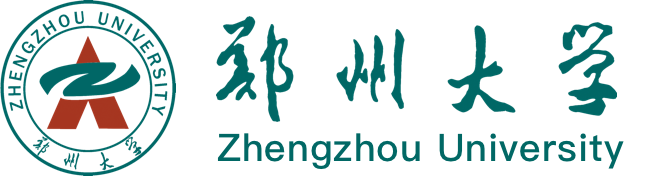 ZHENGZHOU UNIVERSITY
郑州大学
郑州大学
Zhengzhou University